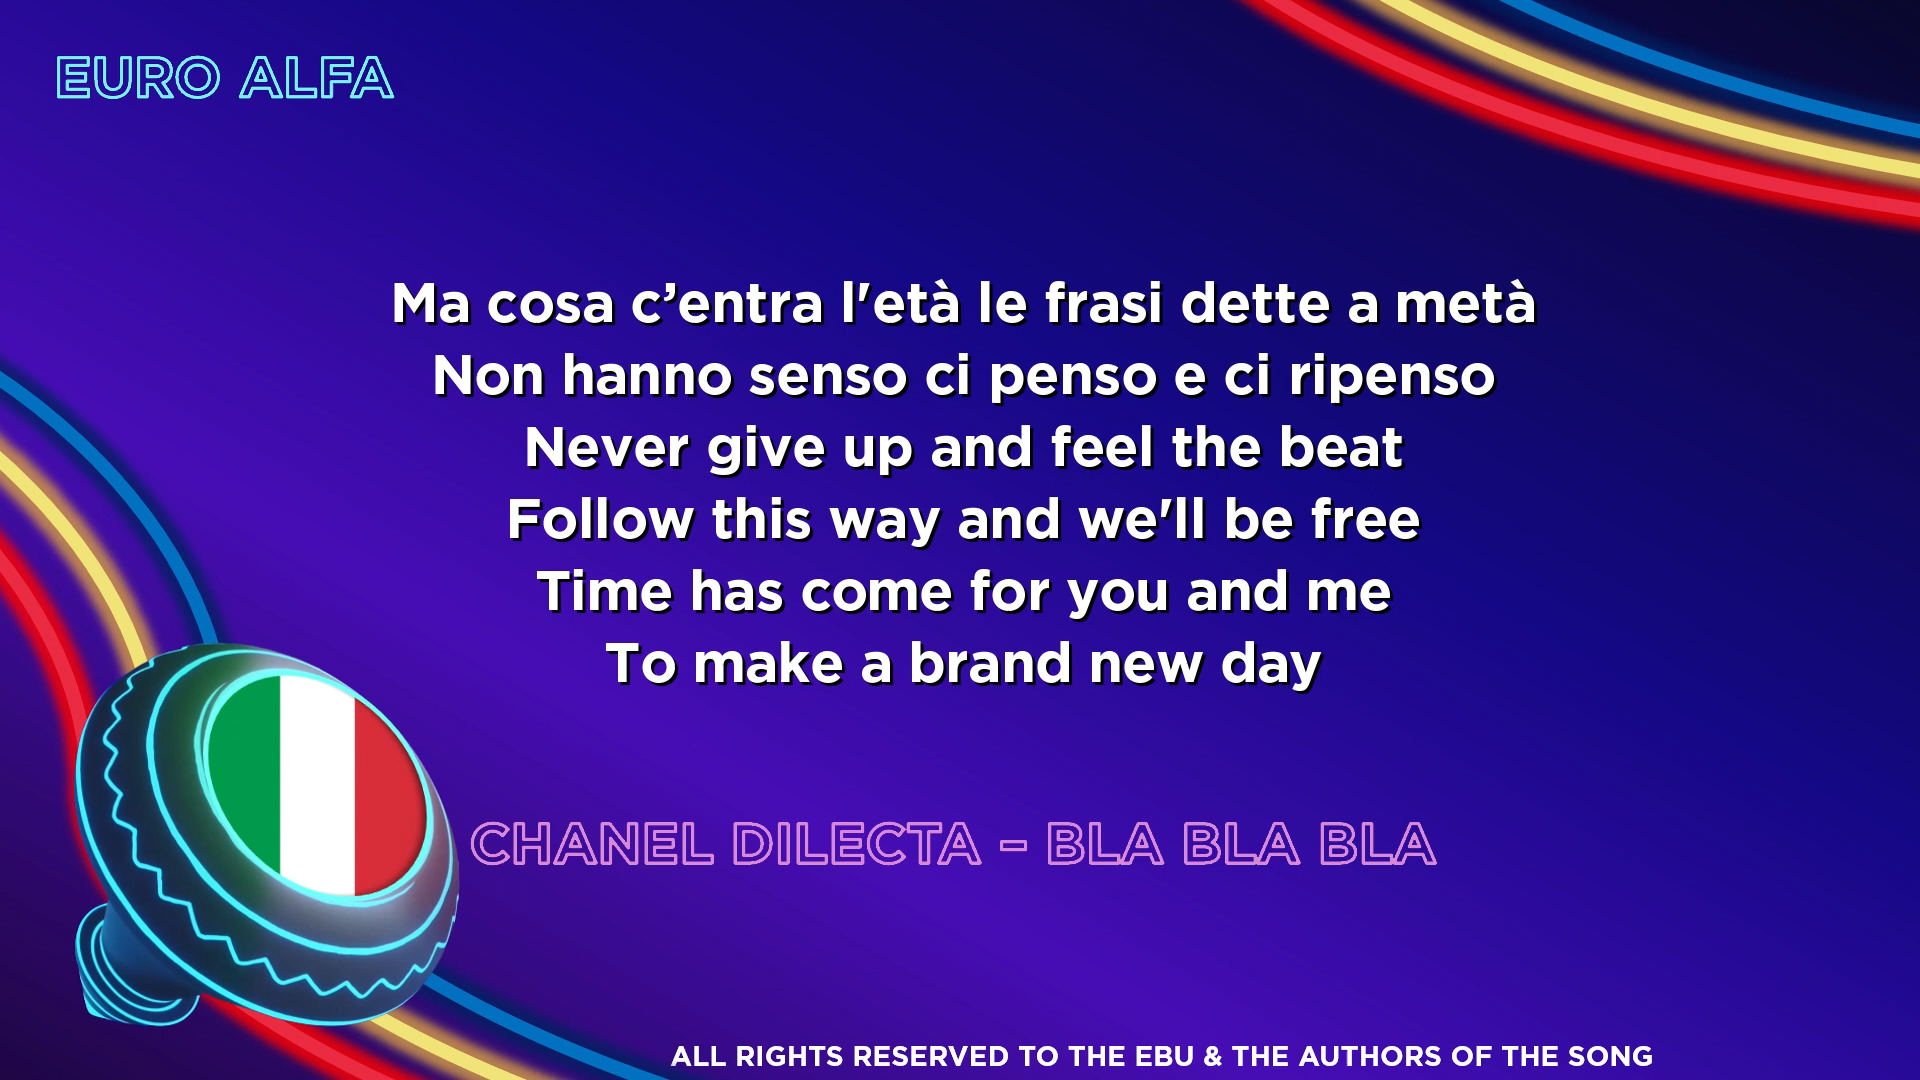 EURO ALFA
Ma cosa c’entra l'età le frasi dette a metà
Non hanno senso ci penso e ci ripenso
Never give up and feel the beat
Follow this way and we'll be free
Time has come for you and me
To make a brand new day
CHANEL DILECTA – BLA BLA BLA
ALL RIGHTS RESERVED TO THE EBU & THE AUTHORS OF THE SONG